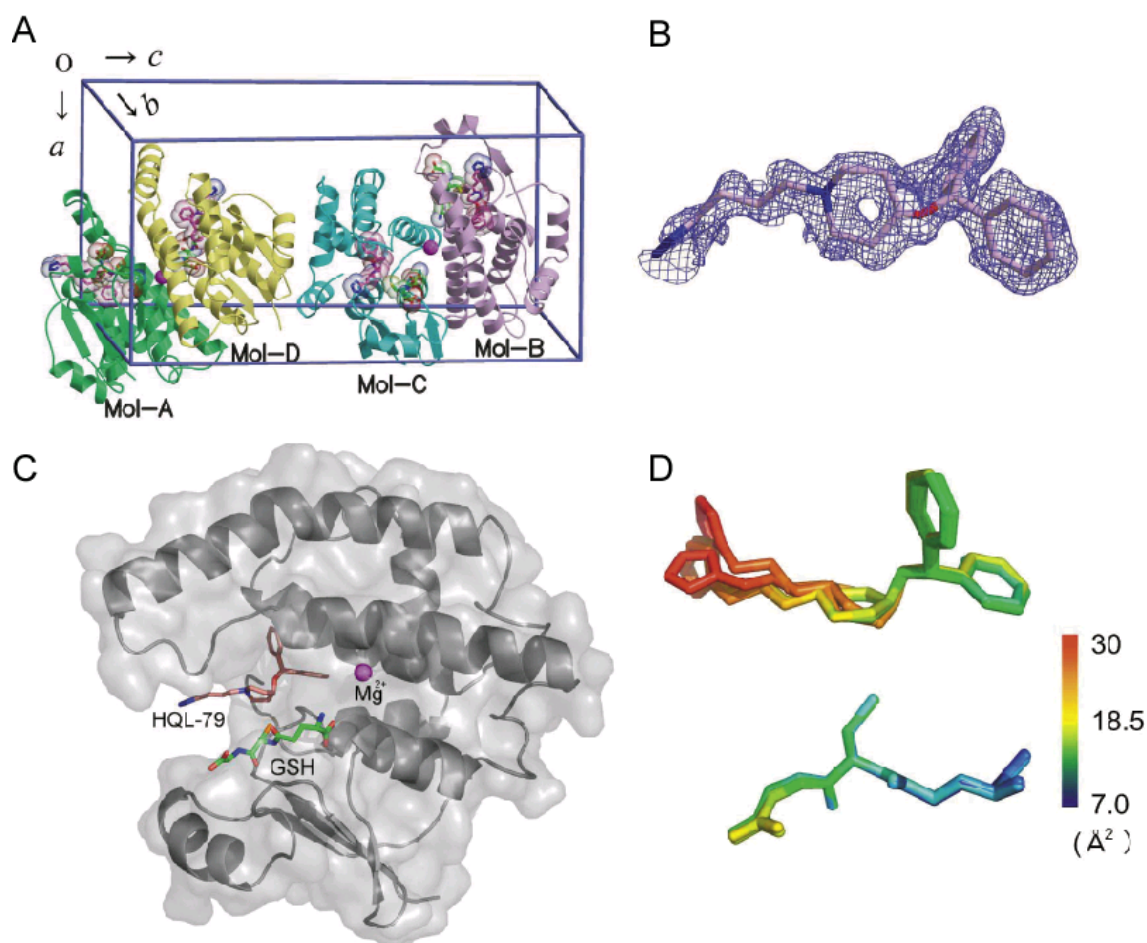 A
O → c
↓ ↘ b
a
Mol-D
Mol-B
Mol-C
Mol-A
B
C
HQL-79
Mg2+
GSH
D
30
18.5
7.0
(Å2)